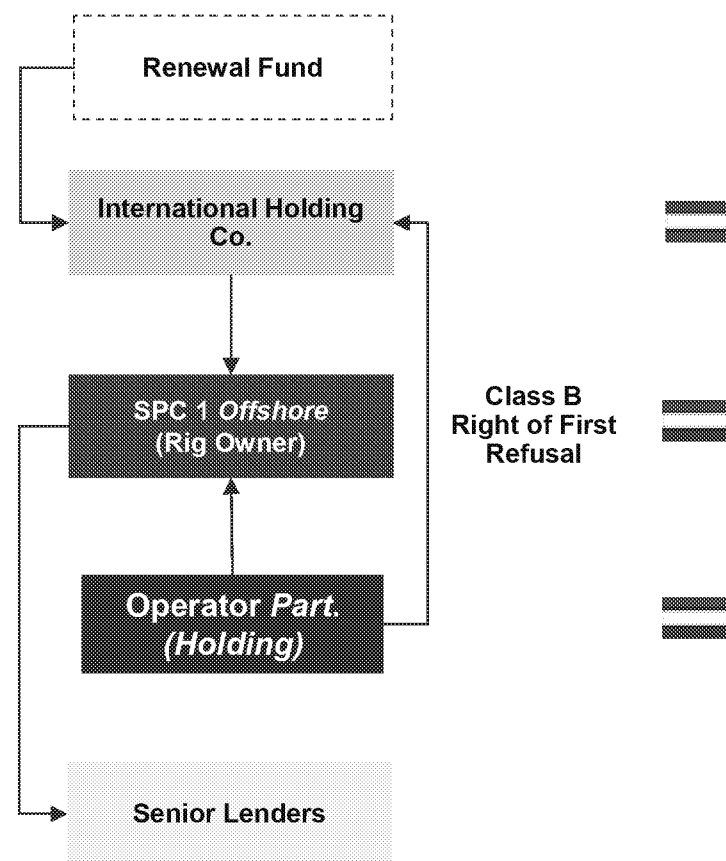 Renewal Fund
International Holding
Co.
SPC 1 Offshore
(Rig Owner)
Class B
Right of First
Refusal
Operator Part.
(Holding)
Senior Lenders